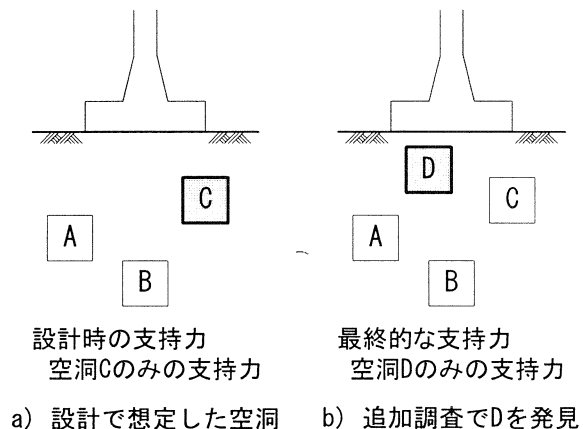 C
A
B
設計時の支持力
空洞Cのみの支持力
a) 設計で想定した空洞
D
C
A
B
最終的な支持力
空洞Dのみの支持力
b) 追加調査でDを発見